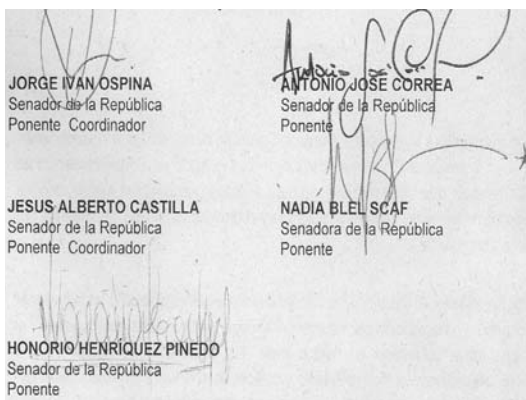 JORGE IVAN OSPINA
Senador de la República
Ponente Coordinador
ANTONIO JOSÉ CORREA
Senador de la República
Ponente
JESUS ALBERTO CASTILLA
Senador de la República
Ponente Coordinador
NADIA BLEL SCAF
Senadora de la República
Ponente
HONORIO HENRÍQUEZ PINEDO
Senador de la República
Ponente